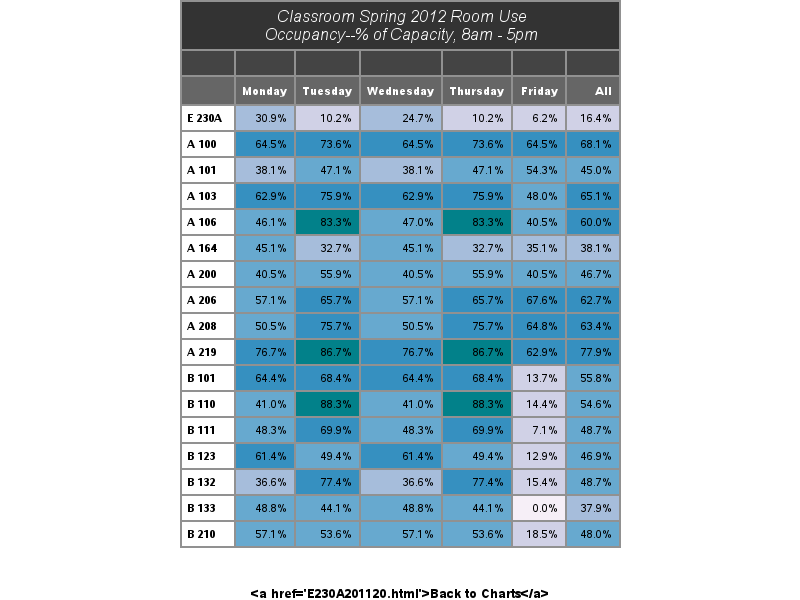 Classroom Spring 2012 Room Use
Occupancy--% of Capacity, 8am - 5pm
Monday Tuesday Wednesday Thursday Friday All
E 230A 30.9% 10.2% 24.7% 10.2% 6.2% 16.4%
A 100 64.5% 73.6% 64.5% 73.6% 64.5% 68.1%
A 101 38.1% 47.1% 38.1% 47.1% 54.3% 45.0%
A 103 62.9% 75.9% 62.9% 75.9% 48.0% 65.1%
A 106 46.1% 83.3% 47.0% 83.3% 40.5% 60.0%
A 164 45.1% 32.7% 45.1% 32.7% 35.1% 38.1%
A 200 40.5% 55.9% 40.5% 55.9% 40.5% 46.7%
A 206 57.1% 65.7% 57.1% 65.7% 67.6% 62.7%
A 208 50.5% 75.7% 50.5% 75.7% 64.8% 63.4%
A 219 76.7% 86.7% 76.7% 86.7% 62.9% 77.9%
B 101 64.4% 68.4% 64.4% 68.4% 13.7% 55.8%
B 110 41.0% 88.3% 41.0% 88.3% 14.4% 54.6%
B 111 48.3% 69.9% 48.3% 69.9% 7.1% 48.7%
B 123 61.4% 49.4% 61.4% 49.4% 12.9% 46.9%
B 132 36.6% 77.4% 36.6% 77.4% 15.4% 48.7%
B 133 48.8% 44.1% 48.8% 44.1% 0.0% 37.9%
B 210 57.1% 53.6% 57.1% 53.6% 18.5% 48.0%
<a href='E230A201120.html'>Back to Charts</a>